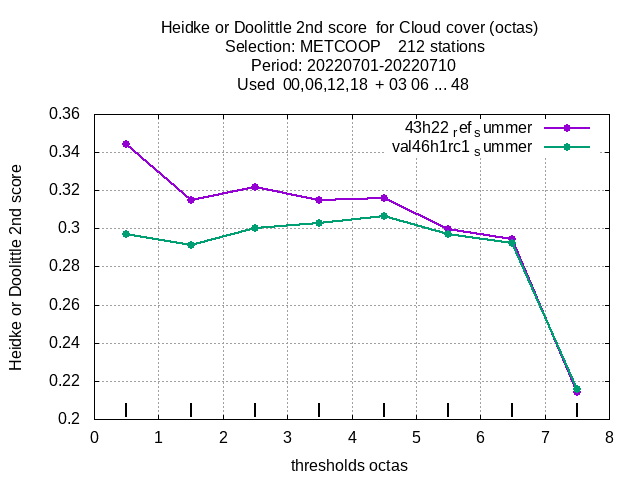 Heidke or Doolittle 2nd score  for Cloud cover (octas)
Selection: METCOOP    212 stations
Period: 20220701-20220710
Used  00,06,12,18  + 03 06 ... 48
43h22ᵣefₛummer
val46h1rc1ₛummer
0.36
0.34
0.32
0.3
0.28
0.26
0.24
0.22
0.2
Heidke or Doolittle 2nd score
0 1 2 3 4 5 6 7 8
thresholds octas